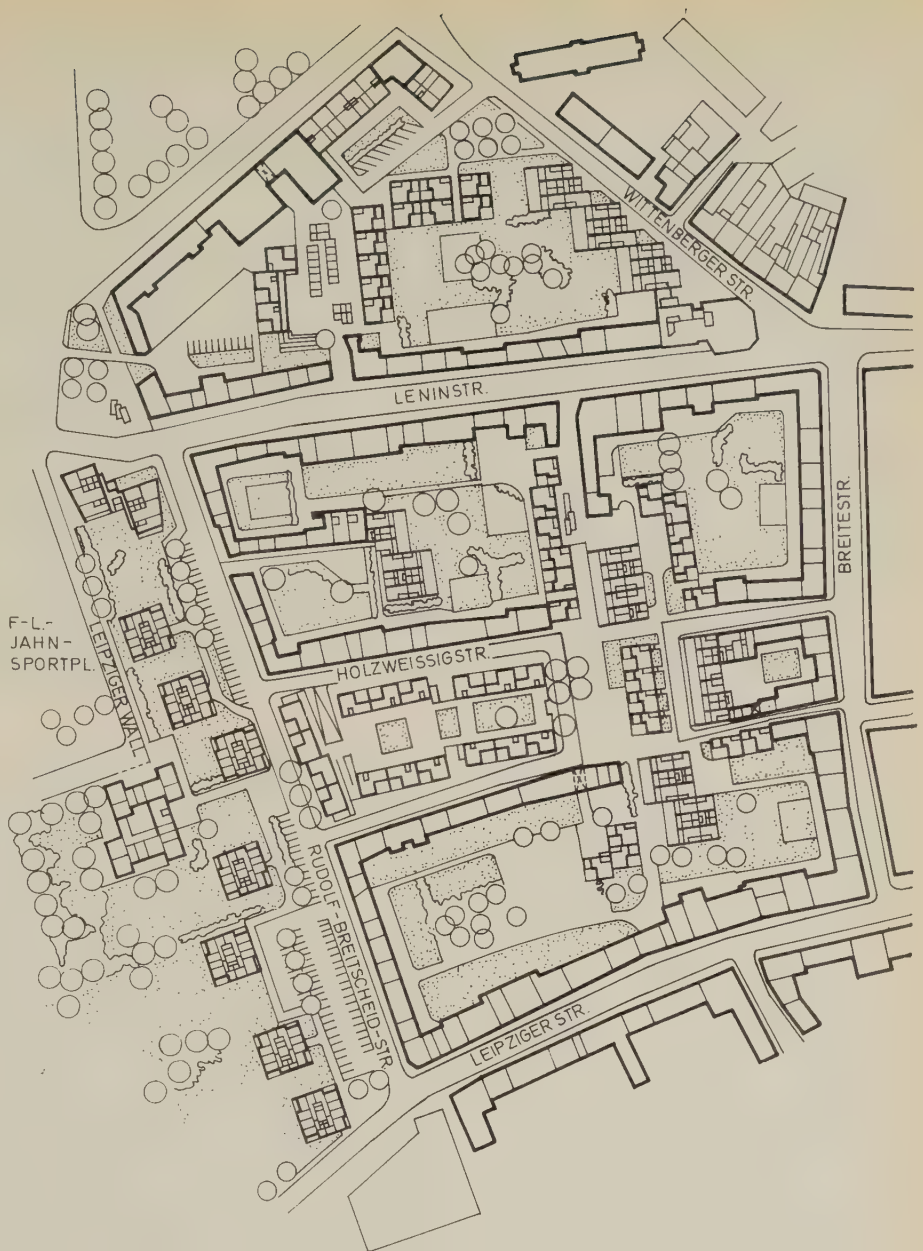 WITTENBERGER STR.
LENINSTR.
BREITESTR.
F-L.-
JAHN-
SPORTPL.
LEIPZIGER WALL
HOLZWEISSIGSTR.
RUDOLF-BREITSCHEID-STR.
LEIPZIGER STR.